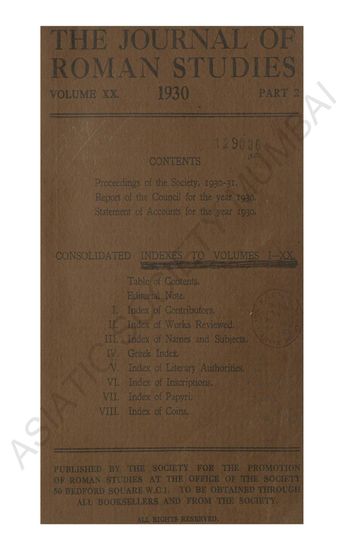 THE JOURNAL OF
ROMAN STUDIES
VOLUME XX. 1930 PART 2
129036
CONTENTS
Proceedings of the Society, 1930-31.
Report of the Council for the year 1930.
Statement of Accounts for the year 1930.
CONSOLIDATED INDEXES TO VOLUMES I—XX.
Table of Contents.
Editorial Note.
I. Index of Contributors.
II. Index of Works Reviewed.
III. Index of Names and Subjects.
IV. Greek Index.
V. Index of Literary Authorities.
VI. Index of Inscriptions.
VII. Index of Papyri.
VIII. Index of Coins.
PUBLISHED BY THE SOCIETY FOR THE PROMOTION
OF ROMAN STUDIES AT THE OFFICE OF THE SOCIETY
50 BEDFORD SQUARE W.C.1. TO BE OBTAINED THROUGH
ALL BOOKSELLERS AND FROM THE SOCIETY.
ALL RIGHTS RESERVED.
ASIATIC SOCIETY MUMBAI